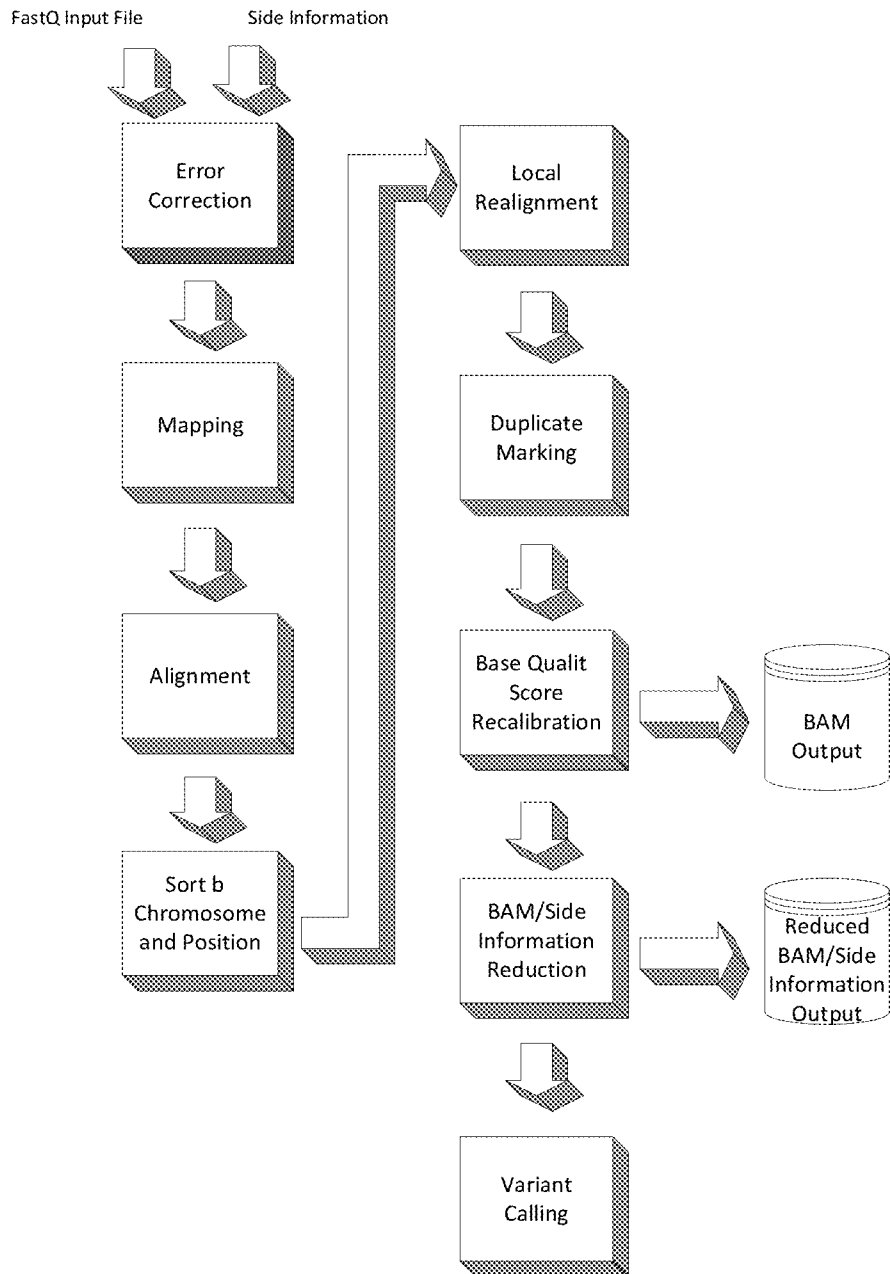 FastQ Input File
Side Information
Error
Correction
Mapping
Alignment
Sort b
Chromosome
and Position
Local
Realignment
Duplicate
Marking
Base Qualit
Score
Recalibration
BAM
Output
BAM/Side
Information
Reduction
Reduced
BAM/Side
Information
Output
Variant
Calling